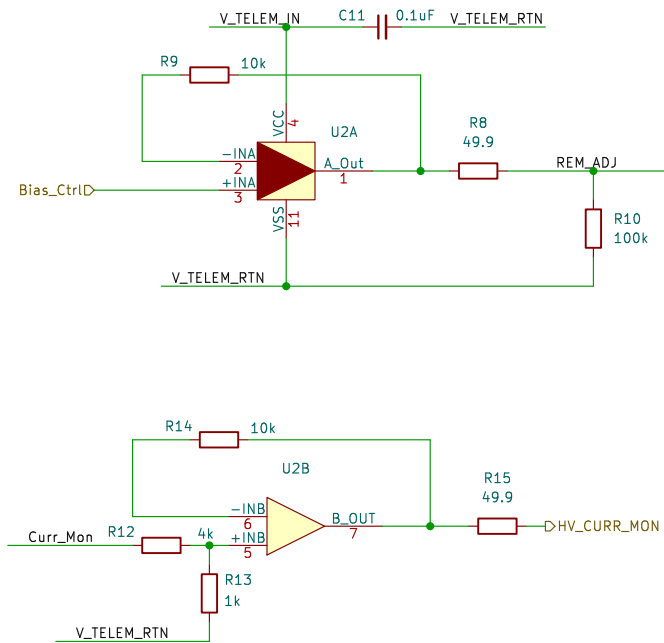 V_TELEM_IN
C11
0.1uF
V_TELEM_RTN
R9
10k
VCC
4
U2A
R8
49.9
-INA
2
A_Out
1
REM_ADJ
Bias_Ctrl
+INA
3
VSS
11
R10
100k
V_TELEM_RTN
R14
10k
U2B
R15
49.9
-INB
6
B_OUT
7
HV_CURR_MON
Curr_Mon
R12
4k
+INB
5
R13
1k
V_TELEM_RTN